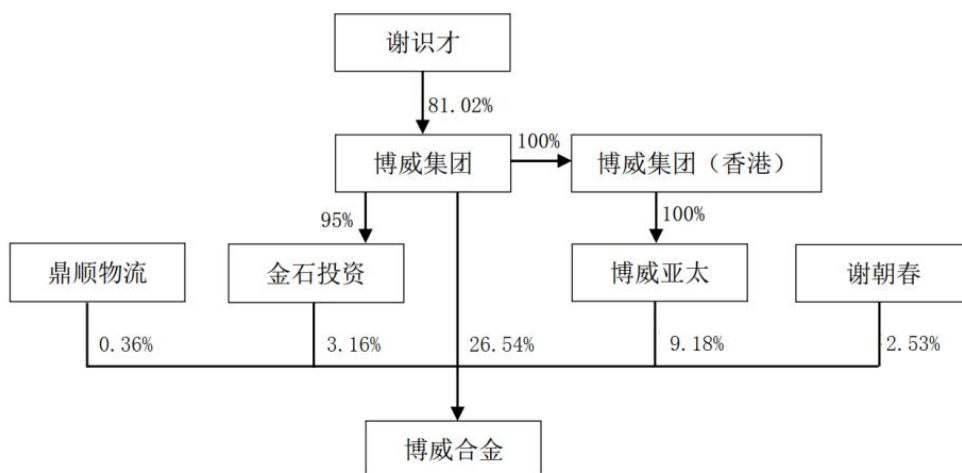 谢识才
81.02%
博威集团
100%
博威集团（香港）
95%
100%
鼎顺物流
金石投资
博威亚太
谢朝春
0.36%
3.16%
26.54%
9.18%
2.53%
博威合金